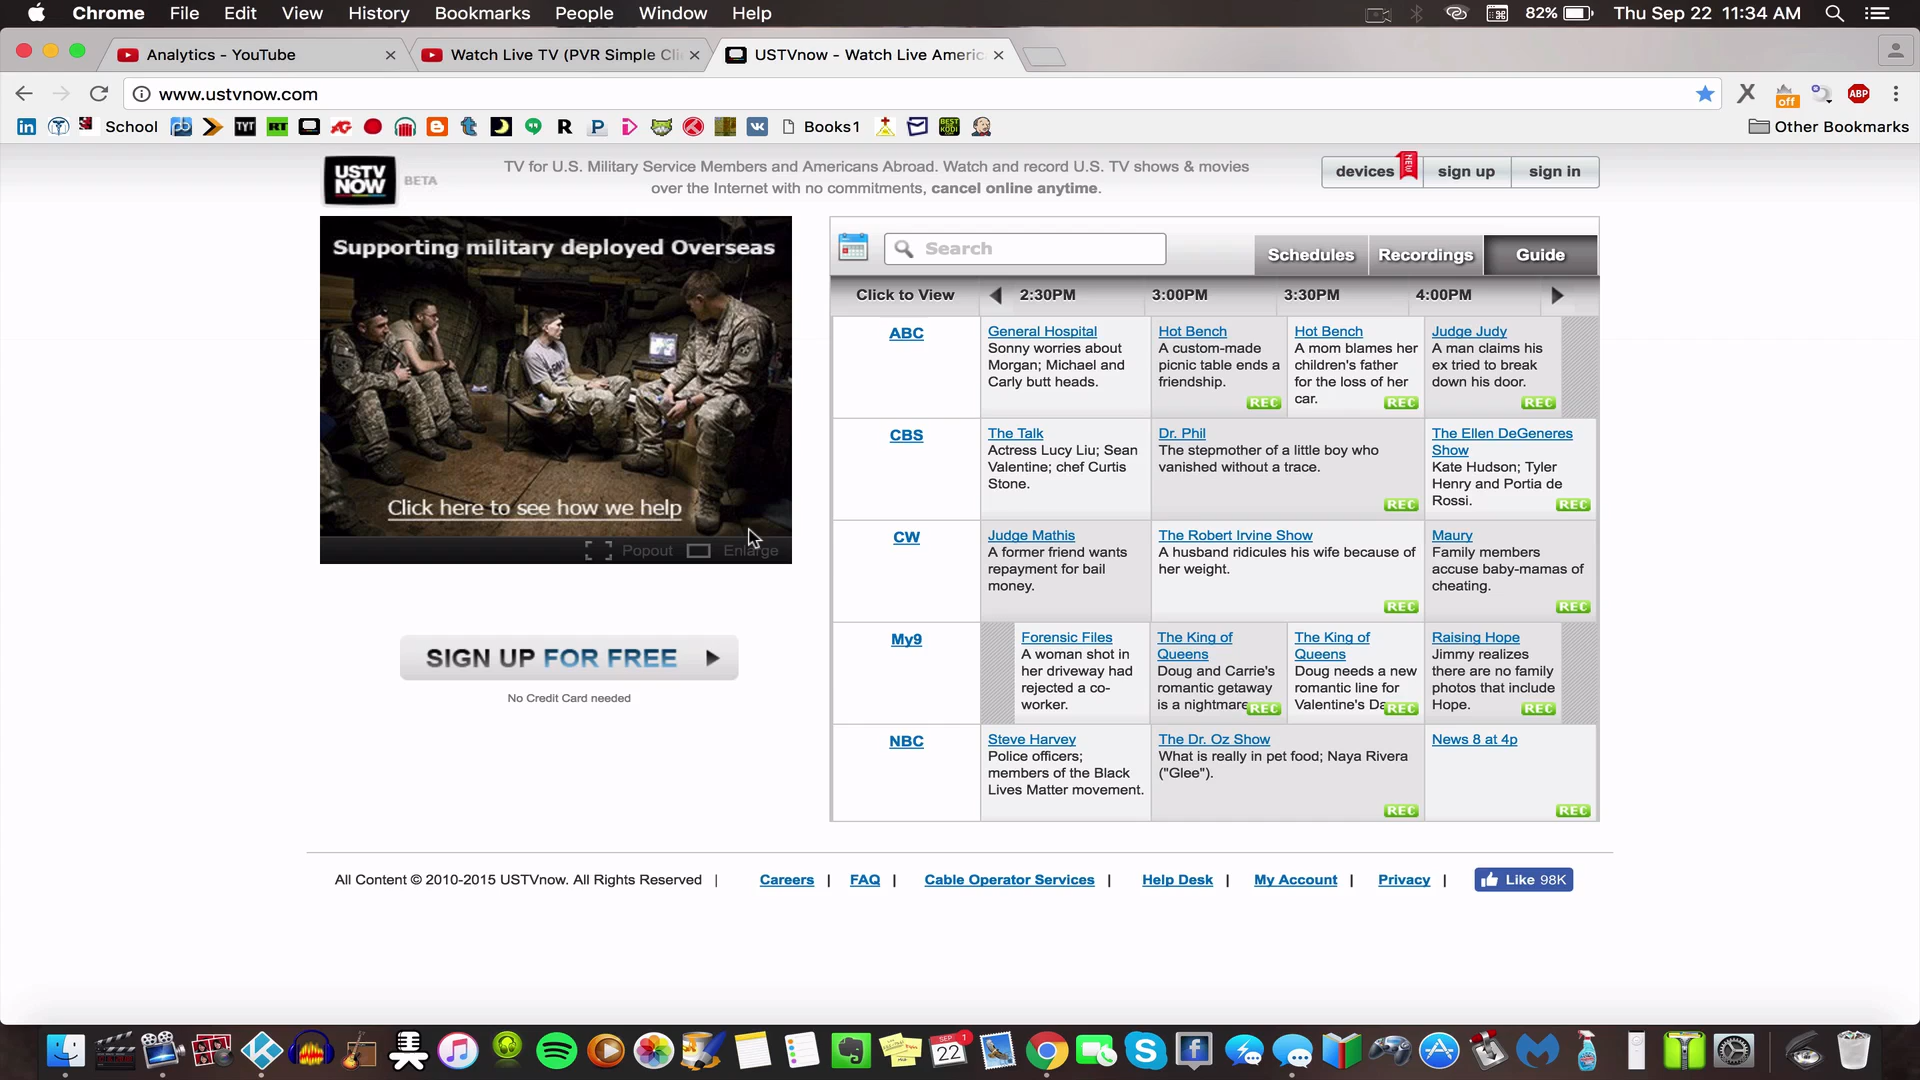 Chrome File Edit View History Bookmarks People Window Help 82% Thu Sep 22 11:34 AM
Analytics - YouTube
Watch Live TV (PVR Simple Cli
USTVnow - Watch Live Americ
www.ustvnow.com
off
ABP
in School TYT RT AG R P VK Books1 BEST KODI Other Bookmarks
USTV NOW BETA
TV for U.S. Military Service Members and Americans Abroad. Watch and record U.S. TV shows & movies
over the Internet with no commitments, cancel online anytime.
devices NEW sign up sign in
Supporting military deployed Overseas
Click here to see how we help
Popout Enlarge
SIGN UP FOR FREE
No Credit Card needed
Search
Schedules Recordings Guide
Click to View 2:30PM 3:00PM 3:30PM 4:00PM
ABC
General Hospital
Sonny worries about
Morgan; Michael and
Carly butt heads.
Hot Bench
A custom-made
picnic table ends a
friendship.
REC
Hot Bench
A mom blames her
children's father
for the loss of her
car.
REC
Judge Judy
A man claims his
ex tried to break
down his door.
REC
CBS
The Talk
Actress Lucy Liu; Sean
Valentine; chef Curtis
Stone.
Dr. Phil
The stepmother of a little boy who
vanished without a trace.
REC
The Ellen DeGeneres
Show
Kate Hudson; Tyler
Henry and Portia de
Rossi.
REC
CW
Judge Mathis
A former friend wants
repayment for bail
money.
The Robert Irvine Show
A husband ridicules his wife because of
her weight.
REC
Maury
Family members
accuse baby-mamas of
cheating.
REC
My9
Forensic Files
A woman shot in
her driveway had
rejected a co-
worker.
The King of
Queens
Doug and Carrie's
romantic getaway
is a nightmare
REC
The King of
Queens
Doug needs a new
romantic line for
Valentine's Da
REC
Raising Hope
Jimmy realizes
there are no family
photos that include
Hope.
REC
NBC
Steve Harvey
Police officers;
members of the Black
Lives Matter movement.
The Dr. Oz Show
What is really in pet food; Naya Rivera
("Glee").
REC
News 8 at 4p
REC
All Content © 2010-2015 USTVnow. All Rights Reserved | Careers | FAQ | Cable Operator Services | Help Desk | My Account | Privacy | Like 98K
SEP 22 1